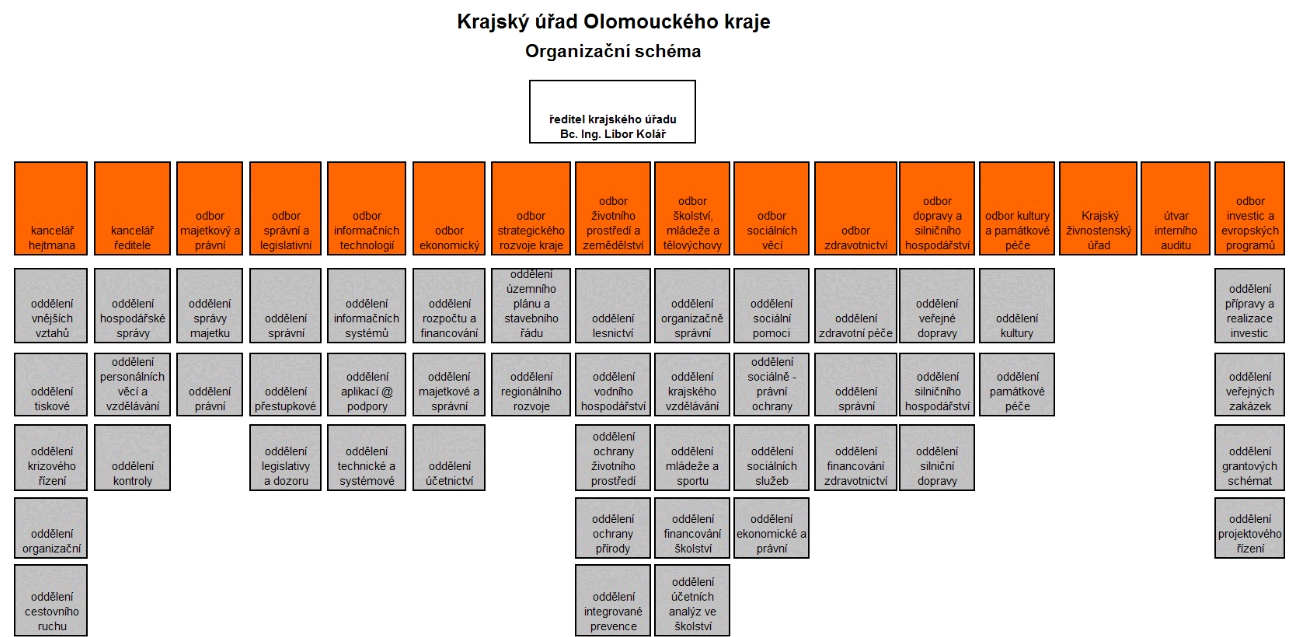 Krajský úřad Olomouckého kraje
Organizační schéma
ředitel krajského úřadu
Bc. Ing. Libor Kolář
kancelář
hejtmana
kancelář
ředitele
odbor
majetkový a
právní
odbor
správní a
legislativní
odbor
informačních
technologií
odbor
ekonomický
odbor
strategického
rozvoje kraje
odbor
životního
prostředí a
zemědělství
odbor
školství,
mládeže a
tělovýchovy
odbor
sociálních
věcí
odbor
zdravotnictví
odbor
dopravy a
silničního
hospodářství
odbor kultury
a památkové
péče
Krajský
živnostenský
úřad
útvar
interního
auditu
odbor
investic a
evropských
programů
oddělení
vnějších
vztahů
oddělení
hospodářské
správy
oddělení
správy
majetku
oddělení
správní
oddělení
informačních
systémů
oddělení
rozpočtu a
financování
oddělení
územního
plánu a
stavebního
řádu
oddělení
lesnictví
oddělení
organizačně
správní
oddělení
sociální
pomoci
oddělení
zdravotní péče
oddělení
veřejné
dopravy
oddělení
kultury
oddělení
přípravy a
realizace
investic
oddělení
tiskové
oddělení
personálních
věcí a
vzdělávání
oddělení
právní
oddělení
přestupkové
oddělení
aplikací @
podpory
oddělení
majetkové a
správní
oddělení
regionálního
rozvoje
oddělení
vodního
hospodářství
oddělení
krajského
vzdělávání
oddělení
sociálně -
právní
ochrany
oddělení
správní
oddělení
silničního
hospodářství
oddělení
památkové
péče
oddělení
veřejných
zakázek
oddělení
krizového
řízení
oddělení
kontroly
oddělení
legislativy
a dozoru
oddělení
technické a
systémové
oddělení
účetnictví
oddělení
ochrany
životního
prostředí
oddělení
mládeže a
sportu
oddělení
sociálních
služeb
oddělení
financování
zdravotnictví
oddělení
silniční
dopravy
oddělení
grantových
schémat
oddělení
organizační
oddělení
ochrany
přírody
oddělení
financování
školství
oddělení
ekonomické a
právní
oddělení
projektového
řízení
oddělení
cestovního
ruchu
oddělení
integrované
prevence
oddělení
účetních
analýz ve
školství